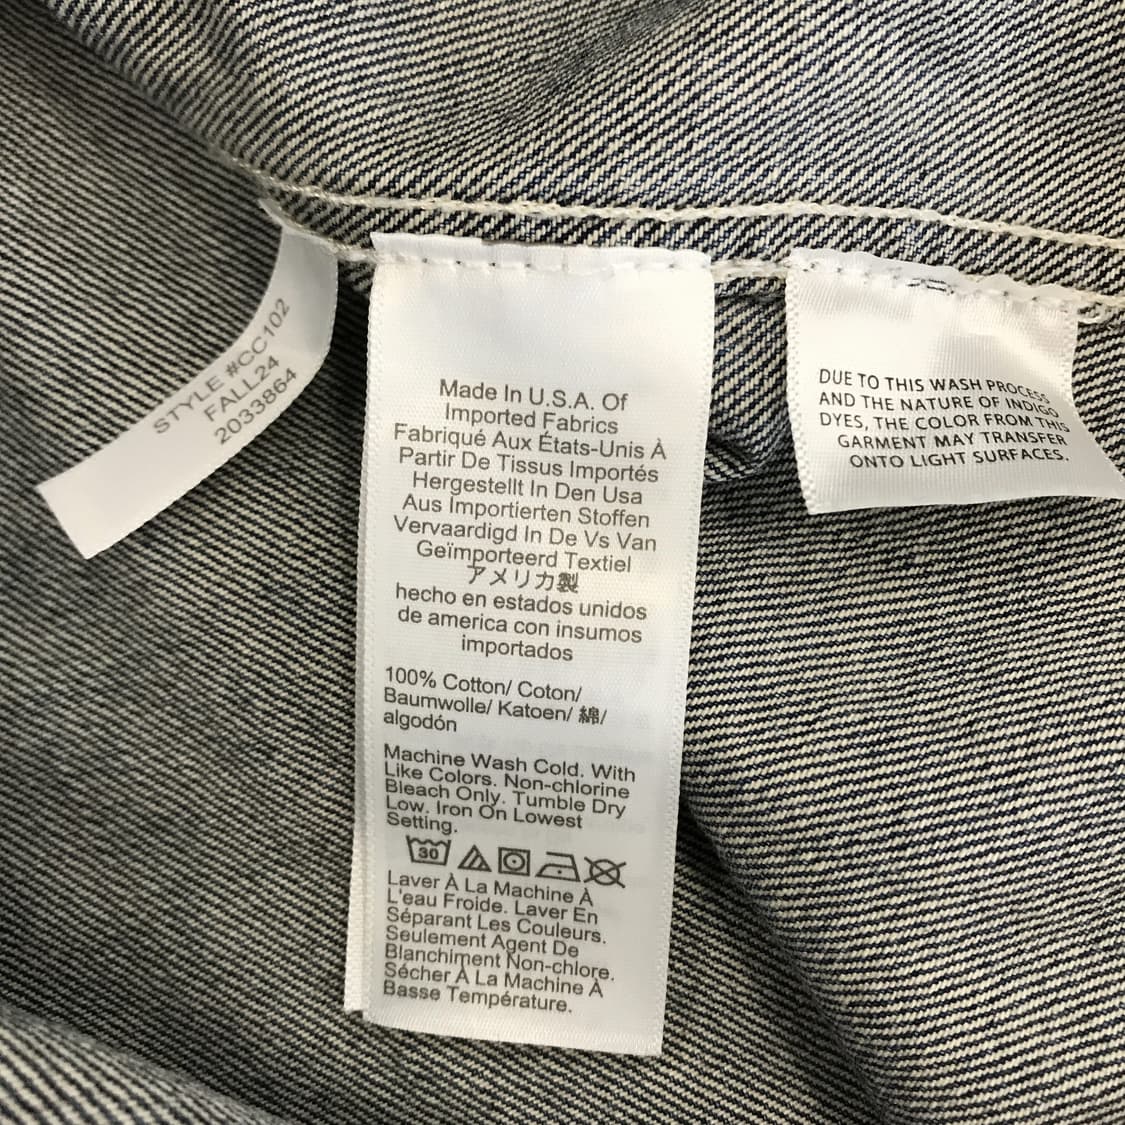 STYLE #CC102
FALL24
2033864
Made In U.S.A. Of
Imported Fabrics
Fabriqué Aux États-Unis À
Partir De Tissus Importés
Hergestellt In Den Usa
Aus Importierten Stoffen
Vervaardigd In De Vs Van
Geïmporteerd Textiel
アメリカ製
hecho en estados unidos
de america con insumos
importados
100% Cotton/ Coton/
Baumwolle/ Katoen/ 綿/
algodón
Machine Wash Cold. With
Like Colors. Non-chlorine
Bleach Only. Tumble Dry
Low. Iron On Lowest
Setting.
30
Laver À La Machine À
L'eau Froide. Laver En
Séparant Les Couleurs.
Seulement Agent De
Blanchiment Non-chlore.
Sécher À La Machine À
Basse Température.
DUE TO THIS WASH PROCESS
AND THE NATURE OF INDIGO
DYES, THE COLOR FROM THIS
GARMENT MAY TRANSFER
ONTO LIGHT SURFACES.